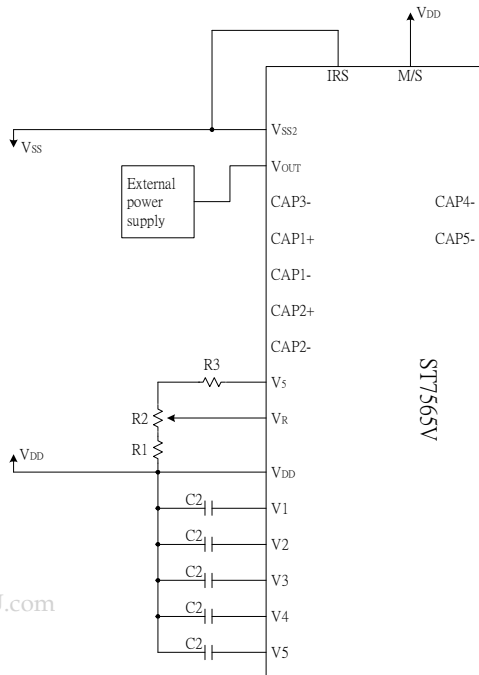 VDD
IRS M/S
VSS2
VSS
VOUT
External
power
supply
CAP3- CAP4-
CAP1+ CAP5-
CAP1-
CAP2+
CAP2-
ST7565V
R3
V5
R2
VR
R1
VDD
VDD
C2
V1
C2
V2
C2
V3
C2
V4
C2
V5
.com